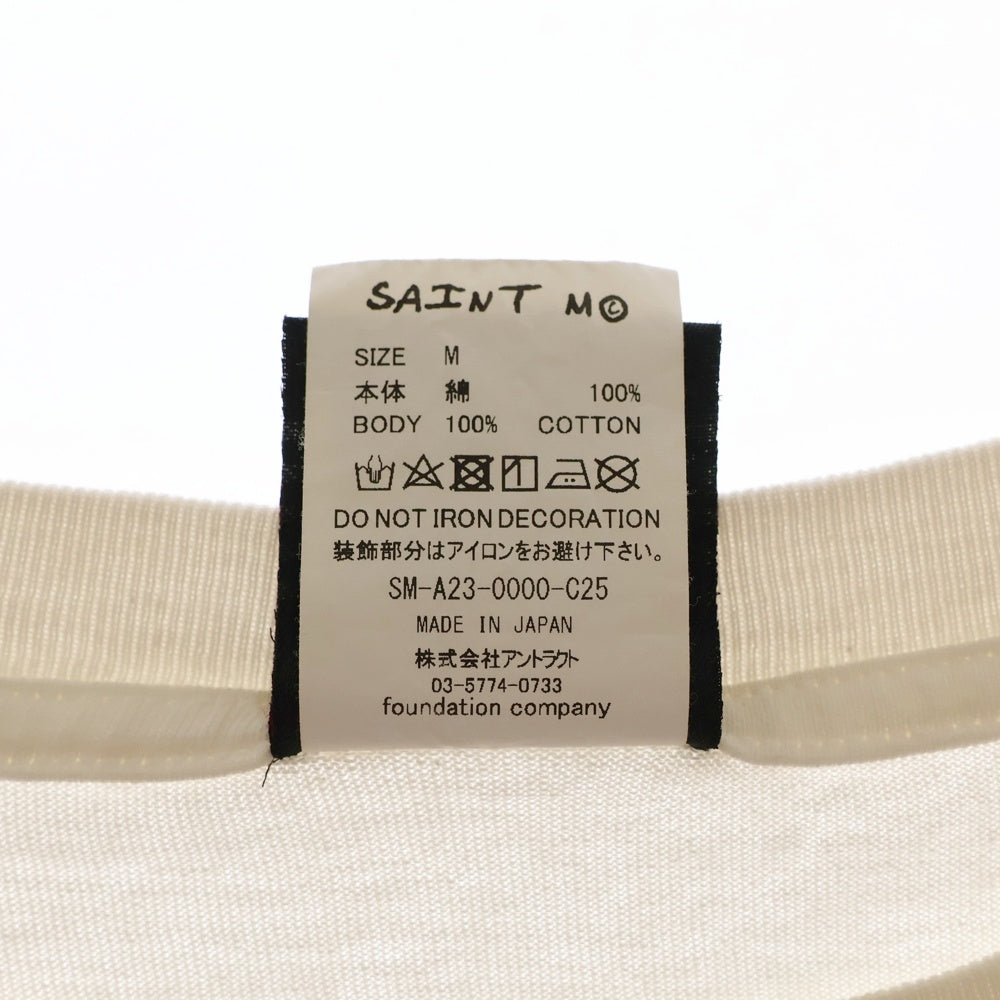 SAINT M©
SIZE M
本体 綿 100%
BODY 100% COTTON
DO NOT IRON DECORATION
装飾部分はアイロンをお避け下さい。
SM-A23-0000-C25
MADE IN JAPAN
株式会社アントラクト
03-5774-0733
foundation company